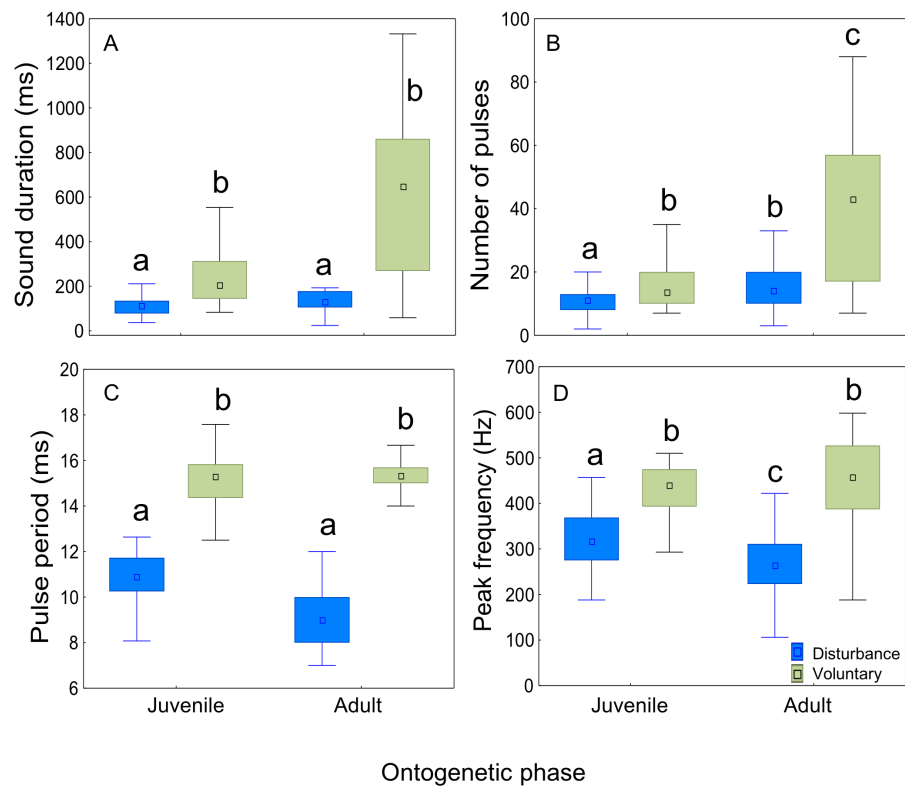 A
Sound duration (ms)
1400
1200
1000
800
600
400
200
0
a
b
a
b
B
Number of pulses
100
80
60
40
20
0
a
b
b
c
C
Pulse period (ms)
20
18
16
14
12
10
8
6
a
b
a
b
Juvenile
Adult
D
Peak frequency (Hz)
700
600
500
400
300
200
100
0
a
b
c
b
Disturbance
Voluntary
Juvenile
Adult
Ontogenetic phase